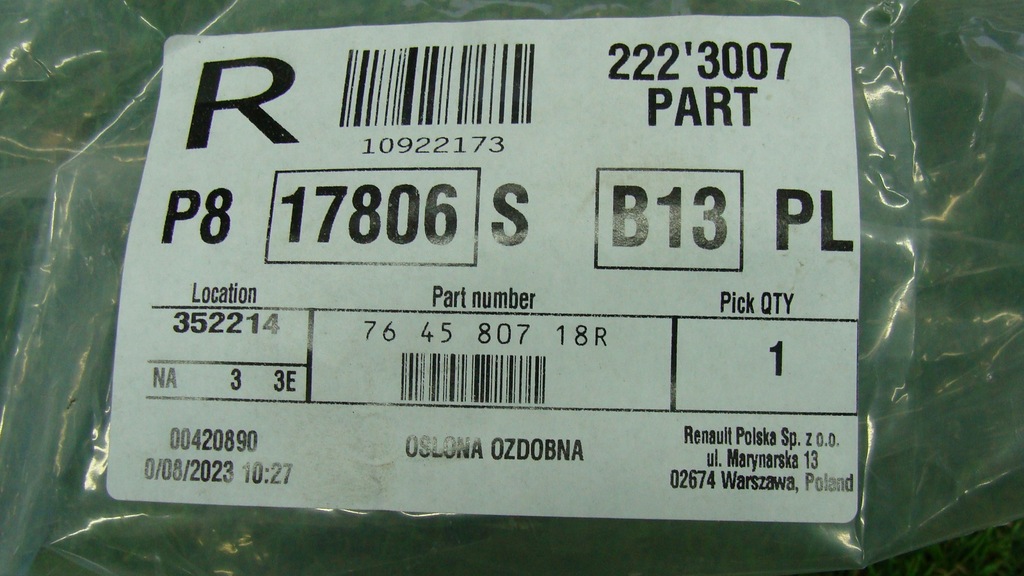 R
222'3007
PART
10922173
P8 17806 S B13 PL
Location Part number Pick QTY
352214 76 45 807 18R 1
NA 3 3E
00420890 OSŁONA OZDOBNA
0/08/2023 10:27
Renault Polska Sp. z o.o.
ul. Marynarska 13
02674 Warszawa, Poland